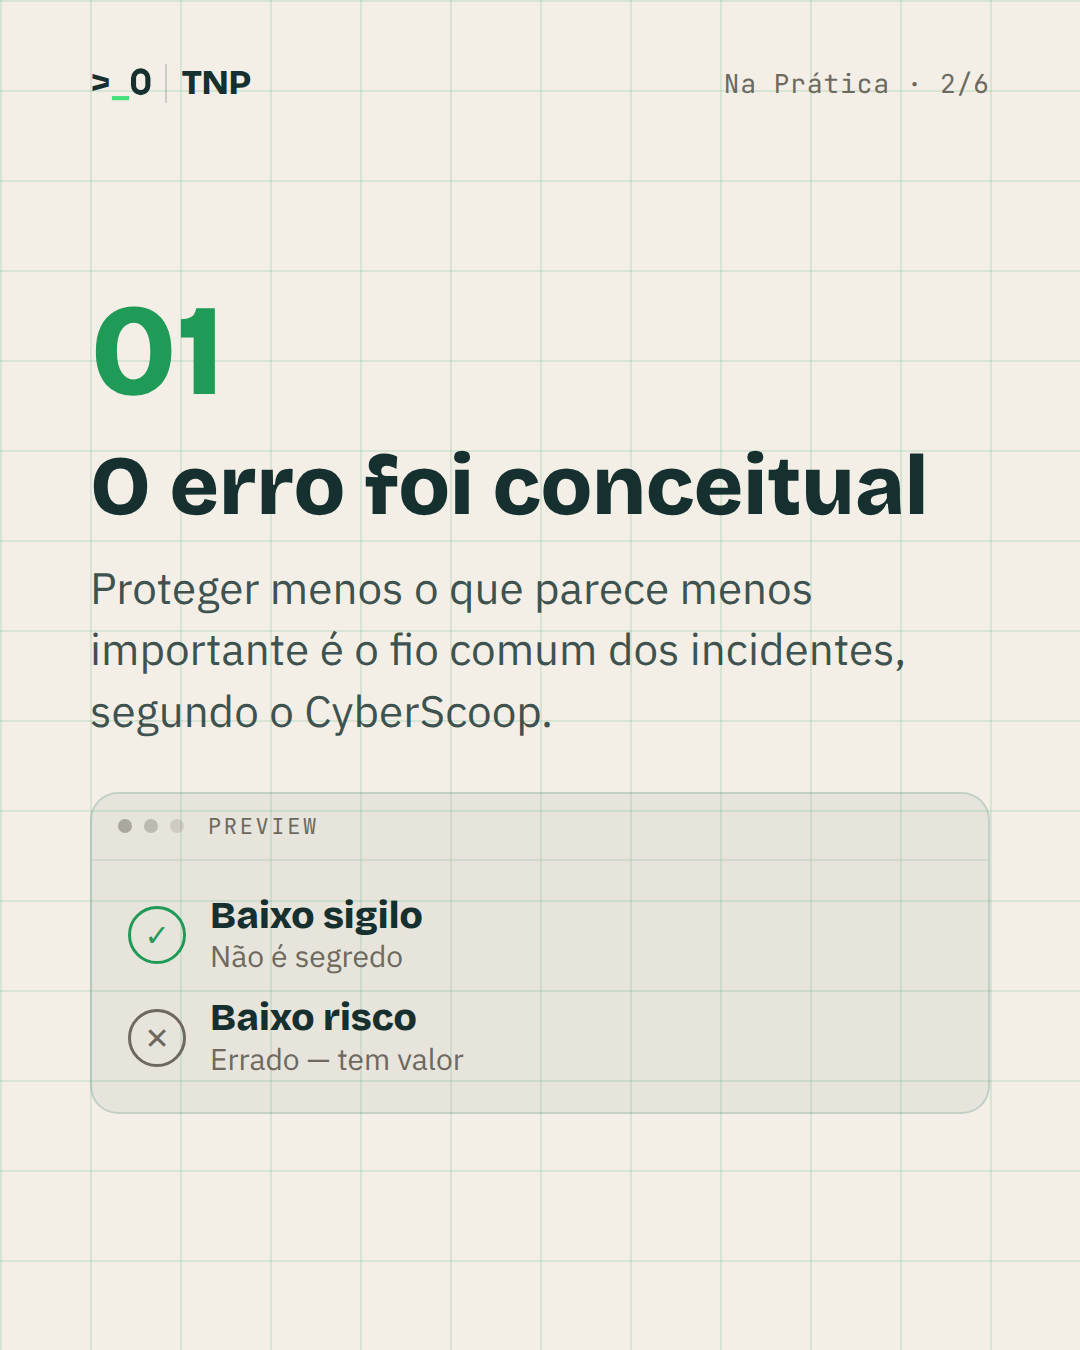 >_0 | TNP
Na Prática · 2/6
01
O erro foi conceitual
Proteger menos o que parece menos
importante é o fio comum dos incidentes,
segundo o CyberScoop.
PREVIEW
✓ Baixo sigilo
Não é segredo
✕ Baixo risco
Errado — tem valor